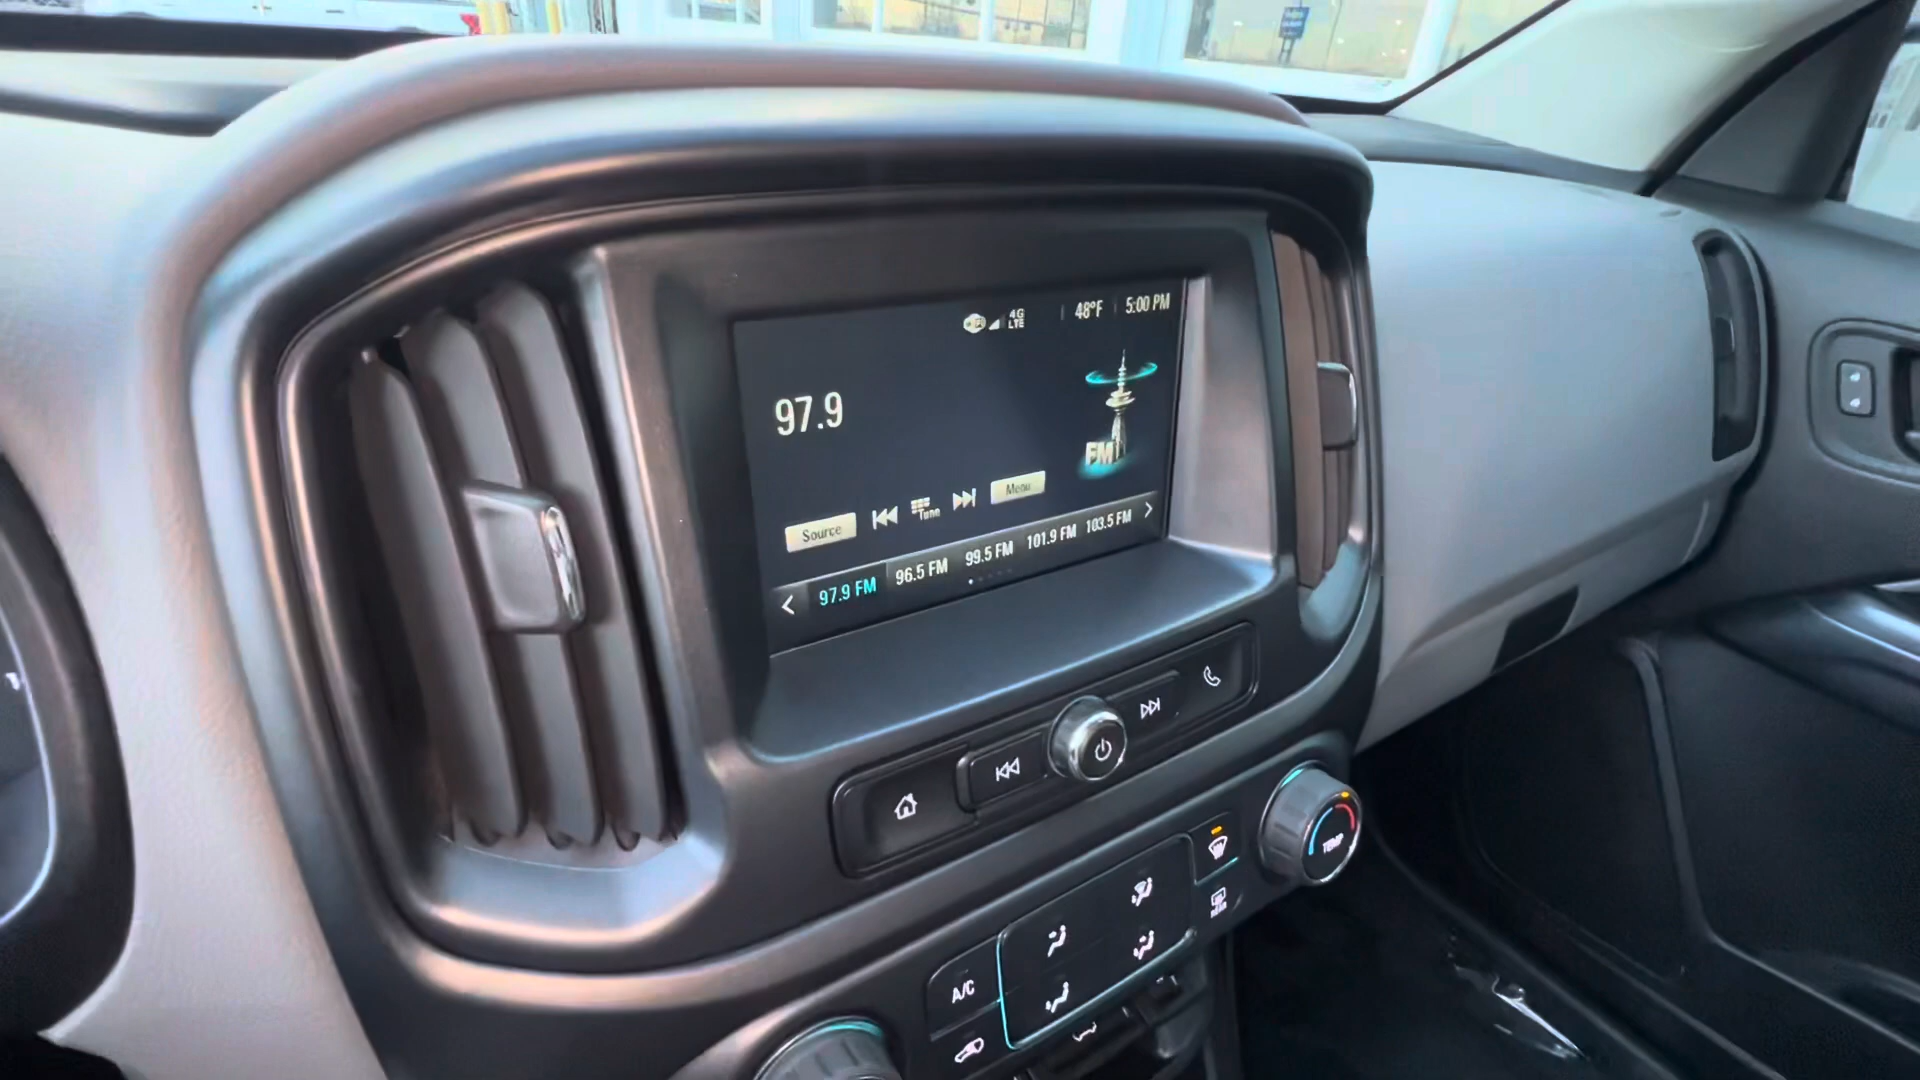 4G
LTE
48°F
5:00 PM
97.9
FM
Source
Tune
Menu
97.9 FM
96.5 FM
99.5 FM
101.9 FM
103.5 FM
TEMP
REAR
A/C